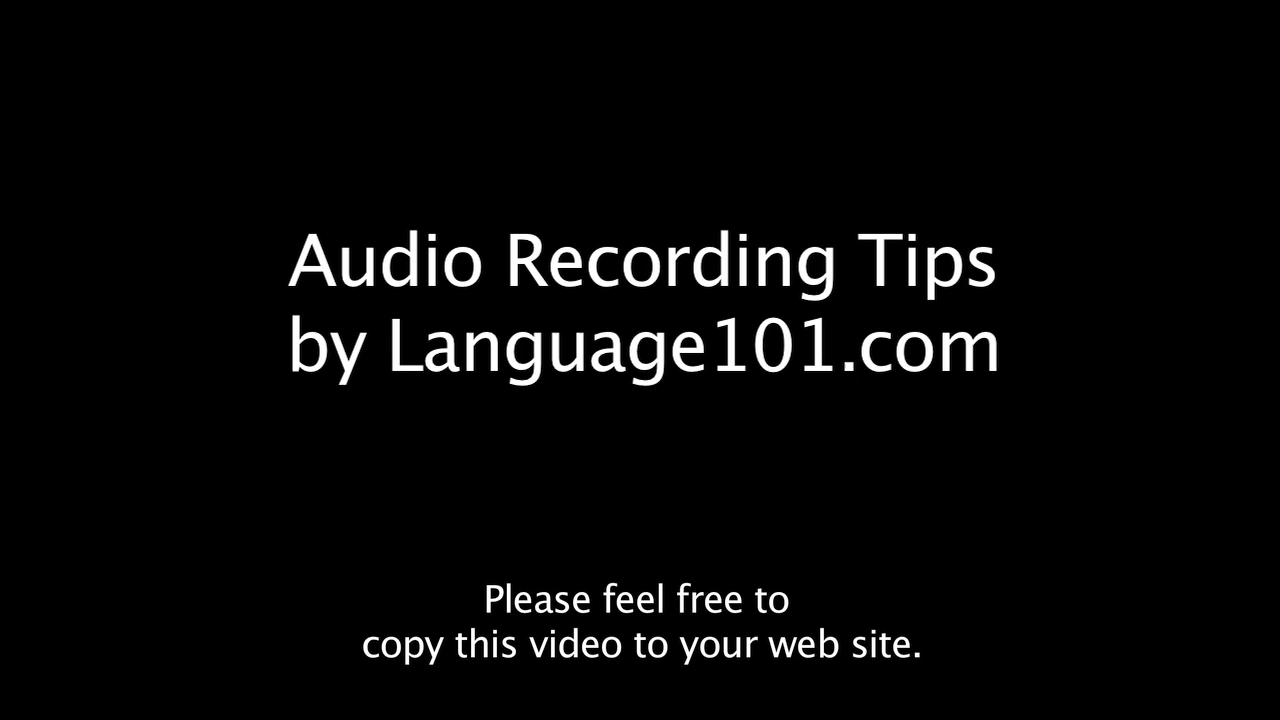 Audio Recording Tips
by Language101.com
Please feel free to
copy this video to your web site.